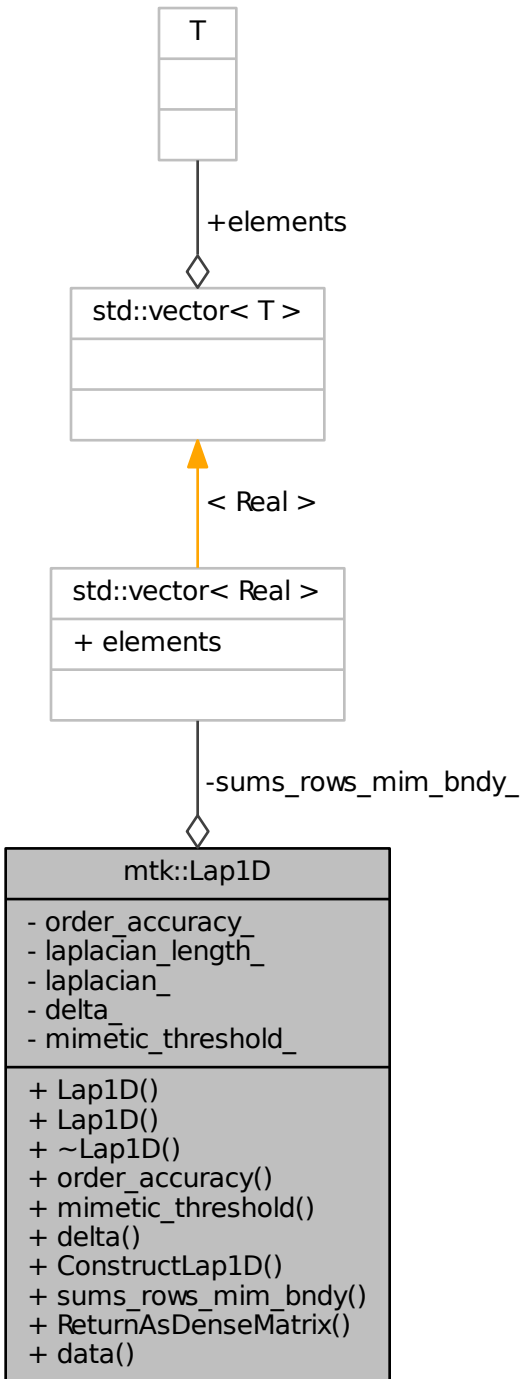 T
+elements
std::vector< T >
< Real >
std::vector< Real >
+ elements
-sums_rows_mim_bndy_
mtk::Lap1D
- order_accuracy_
- laplacian_length_
- laplacian_
- delta_
- mimetic_threshold_
+ Lap1D()
+ Lap1D()
+ ~Lap1D()
+ order_accuracy()
+ mimetic_threshold()
+ delta()
+ ConstructLap1D()
+ sums_rows_mim_bndy()
+ ReturnAsDenseMatrix()
+ data()